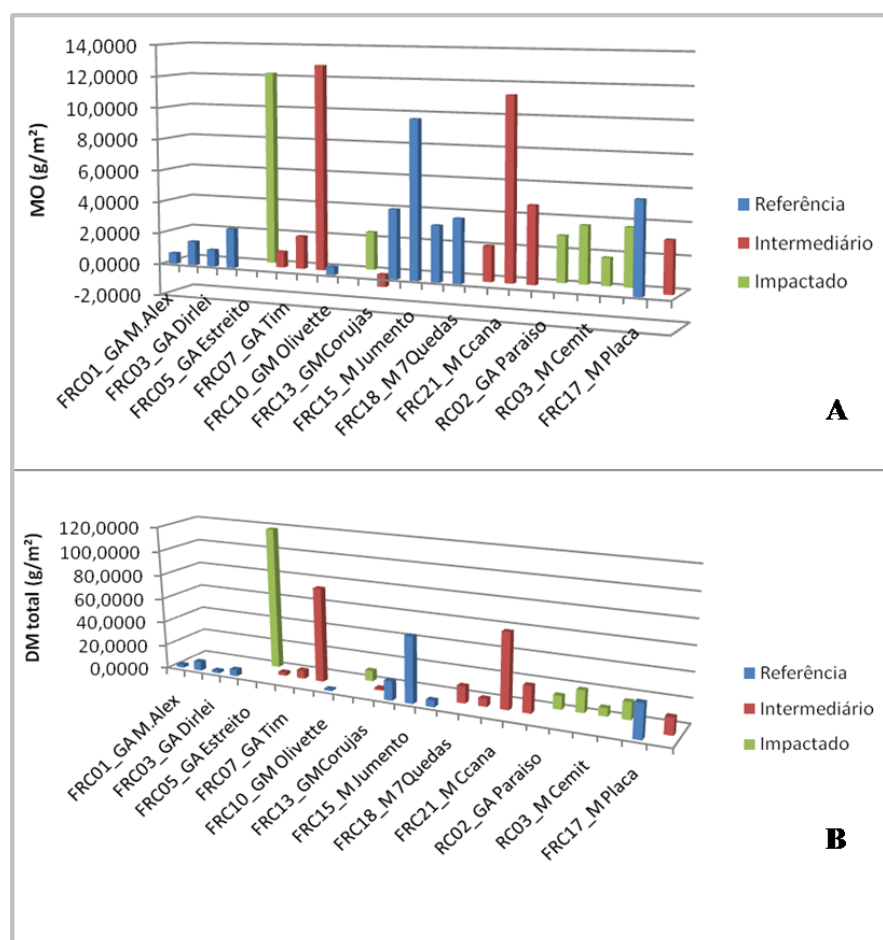 14,0000
12,0000
10,0000
8,0000
6,0000
4,0000
2,0000
0,0000
-2,0000
MO (g/m²)
FRC01_GA M.Alex
FRC03_GA Dirlei
FRC05_GA Estreito
FRC07_GA Tim
FRC10_GM Olivette
FRC13_GMCorujas
FRC15_M Jumento
FRC18_M 7Quedas
FRC21_M Ccana
RC02_GA Paraiso
RC03_M Cemit
FRC17_M Placa
Referência
Intermediário
Impactado
A
120,0000
100,0000
80,0000
60,0000
40,0000
20,0000
0,0000
DM total (g/m²)
FRC01_GA M.Alex
FRC03_GA Dirlei
FRC05_GA Estreito
FRC07_GA Tim
FRC10_GM Olivette
FRC13_GMCorujas
FRC15_M Jumento
FRC18_M 7Quedas
FRC21_M Ccana
RC02_GA Paraiso
RC03_M Cemit
FRC17_M Placa
Referência
Intermediário
Impactado
B